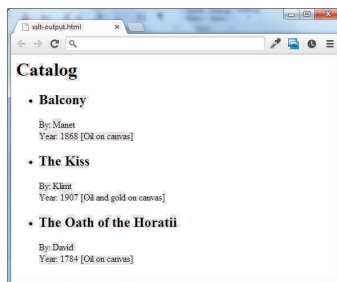 xslt-output.html
Catalog
Balcony
By: Manet
Year: 1868 [Oil on canvas]
The Kiss
By: Klimt
Year: 1907 [Oil and gold on canvas]
The Oath of the Horatii
By: David
Year: 1784 [Oil on canvas]